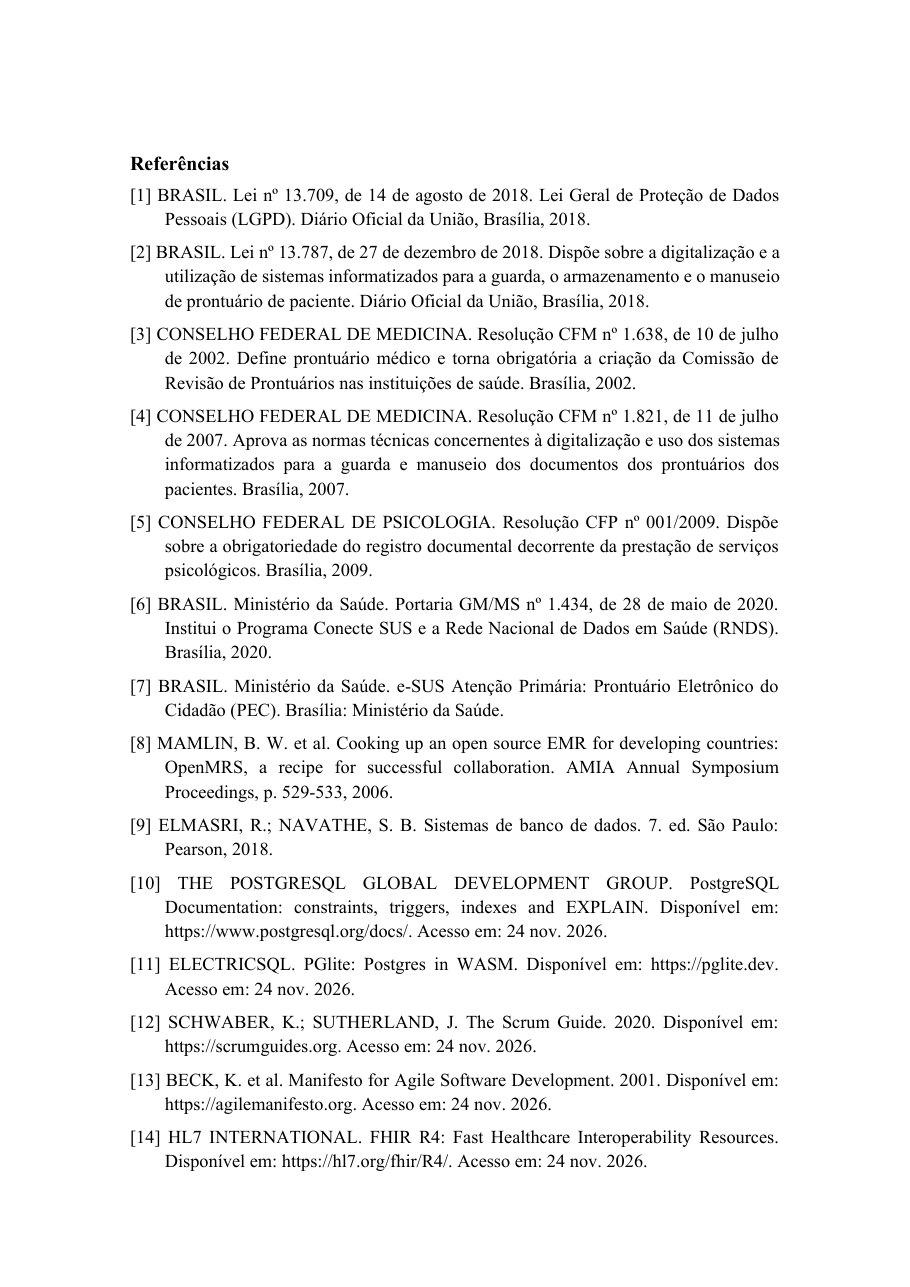 Referências
[1] BRASIL. Lei nº 13.709, de 14 de agosto de 2018. Lei Geral de Proteção de Dados
Pessoais (LGPD). Diário Oficial da União, Brasília, 2018.
[2] BRASIL. Lei nº 13.787, de 27 de dezembro de 2018. Dispõe sobre a digitalização e a
utilização de sistemas informatizados para a guarda, o armazenamento e o manuseio
de prontuário de paciente. Diário Oficial da União, Brasília, 2018.
[3] CONSELHO FEDERAL DE MEDICINA. Resolução CFM nº 1.638, de 10 de julho
de 2002. Define prontuário médico e torna obrigatória a criação da Comissão de
Revisão de Prontuários nas instituições de saúde. Brasília, 2002.
[4] CONSELHO FEDERAL DE MEDICINA. Resolução CFM nº 1.821, de 11 de julho
de 2007. Aprova as normas técnicas concernentes à digitalização e uso dos sistemas
informatizados para a guarda e manuseio dos documentos dos prontuários dos
pacientes. Brasília, 2007.
[5] CONSELHO FEDERAL DE PSICOLOGIA. Resolução CFP nº 001/2009. Dispõe
sobre a obrigatoriedade do registro documental decorrente da prestação de serviços
psicológicos. Brasília, 2009.
[6] BRASIL. Ministério da Saúde. Portaria GM/MS nº 1.434, de 28 de maio de 2020.
Institui o Programa Conecte SUS e a Rede Nacional de Dados em Saúde (RNDS).
Brasília, 2020.
[7] BRASIL. Ministério da Saúde. e-SUS Atenção Primária: Prontuário Eletrônico do
Cidadão (PEC). Brasília: Ministério da Saúde.
[8] MAMLIN, B. W. et al. Cooking up an open source EMR for developing countries:
OpenMRS, a recipe for successful collaboration. AMIA Annual Symposium
Proceedings, p. 529-533, 2006.
[9] ELMASRI, R.; NAVATHE, S. B. Sistemas de banco de dados. 7. ed. São Paulo:
Pearson, 2018.
[10] THE POSTGRESQL GLOBAL DEVELOPMENT GROUP. PostgreSQL
Documentation: constraints, triggers, indexes and EXPLAIN. Disponível em:
https://www.postgresql.org/docs/. Acesso em: 24 nov. 2026.
[11] ELECTRICSQL. PGlite: Postgres in WASM. Disponível em: https://pglite.dev.
Acesso em: 24 nov. 2026.
[12] SCHWABER, K.; SUTHERLAND, J. The Scrum Guide. 2020. Disponível em:
https://scrumguides.org. Acesso em: 24 nov. 2026.
[13] BECK, K. et al. Manifesto for Agile Software Development. 2001. Disponível em:
https://agilemanifesto.org. Acesso em: 24 nov. 2026.
[14] HL7 INTERNATIONAL. FHIR R4: Fast Healthcare Interoperability Resources.
Disponível em: https://hl7.org/fhir/R4/. Acesso em: 24 nov. 2026.